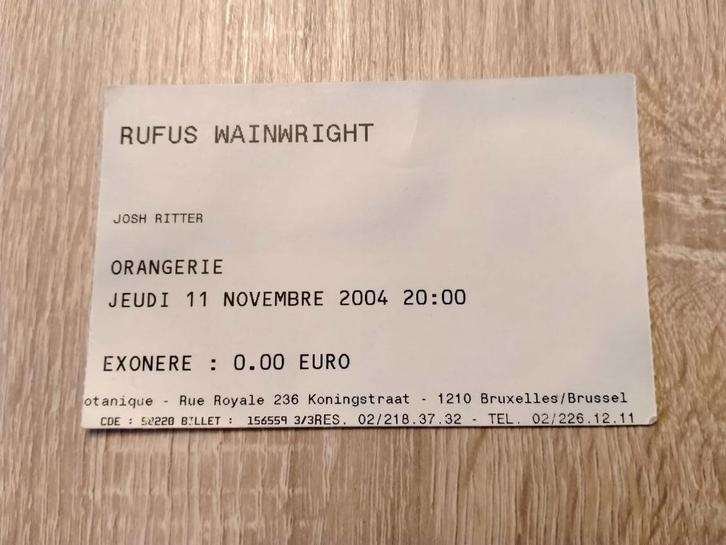 RUFUS WAINWRIGHT
JOSH RITTER
ORANGERIE
JEUDI 11 NOVEMBRE 2004 20:00
EXONERE : 0.00 EURO
otanique - Rue Royale 236 Koningstraat - 1210 Bruxelles/Brussel
CDE : 50220 BILLET : 156559 3/3RES. 02/218.37.32 - TEL. 02/226.12.11